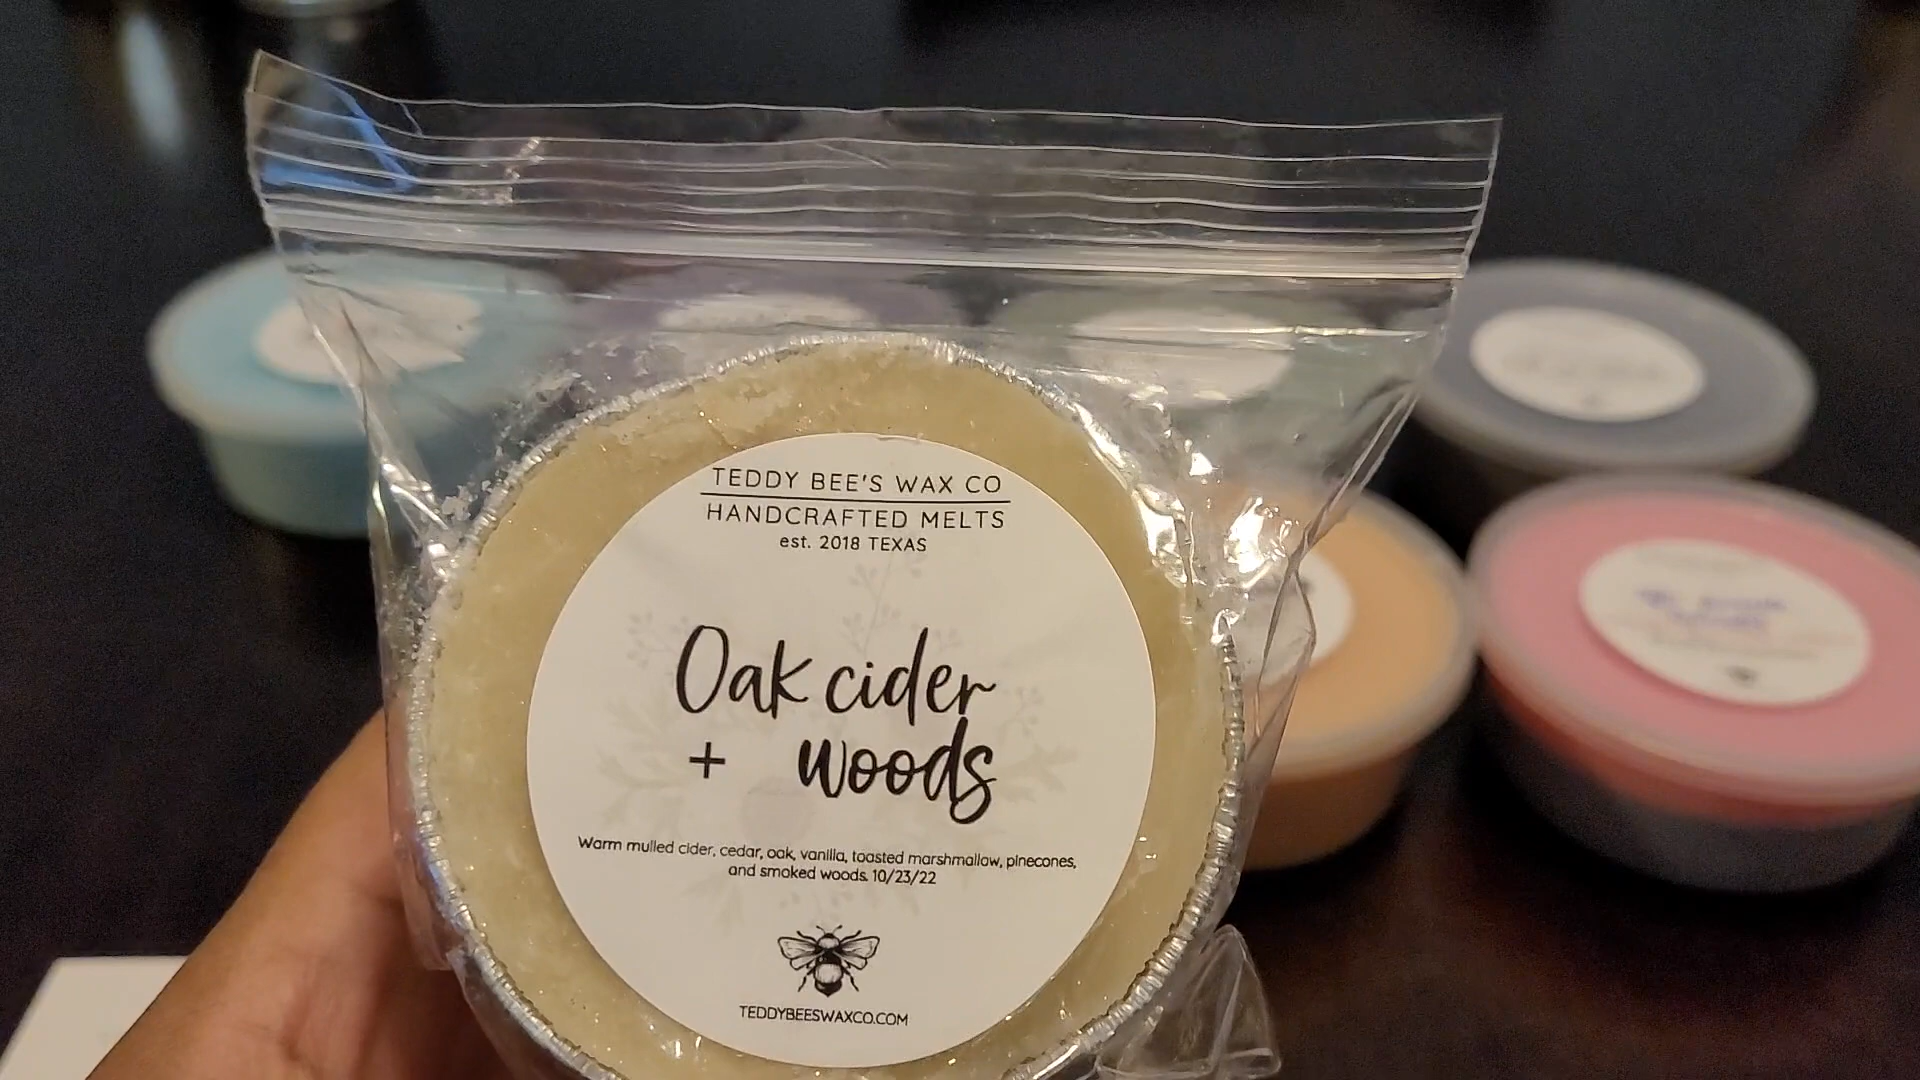 TEDDY BEE'S WAX CO
HANDCRAFTED MELTS
est. 2018 TEXAS
Oak cider
+ woods
Warm mulled cider, cedar, oak, vanilla, toasted marshmallow, pinecones,
and smoked woods. 10/23/22
TEDDYBEESWAXCO.COM